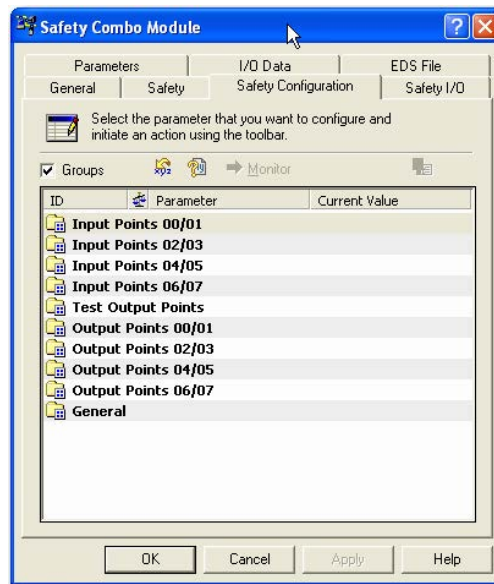 Safety Combo Module
Parameters I/O Data EDS File
General Safety Safety Configuration Safety I/O
Select the parameter that you want to configure and
initiate an action using the toolbar.
Groups Monitor
ID Parameter Current Value
Input Points 00/01
Input Points 02/03
Input Points 04/05
Input Points 06/07
Test Output Points
Output Points 00/01
Output Points 02/03
Output Points 04/05
Output Points 06/07
General
OK Cancel Apply Help